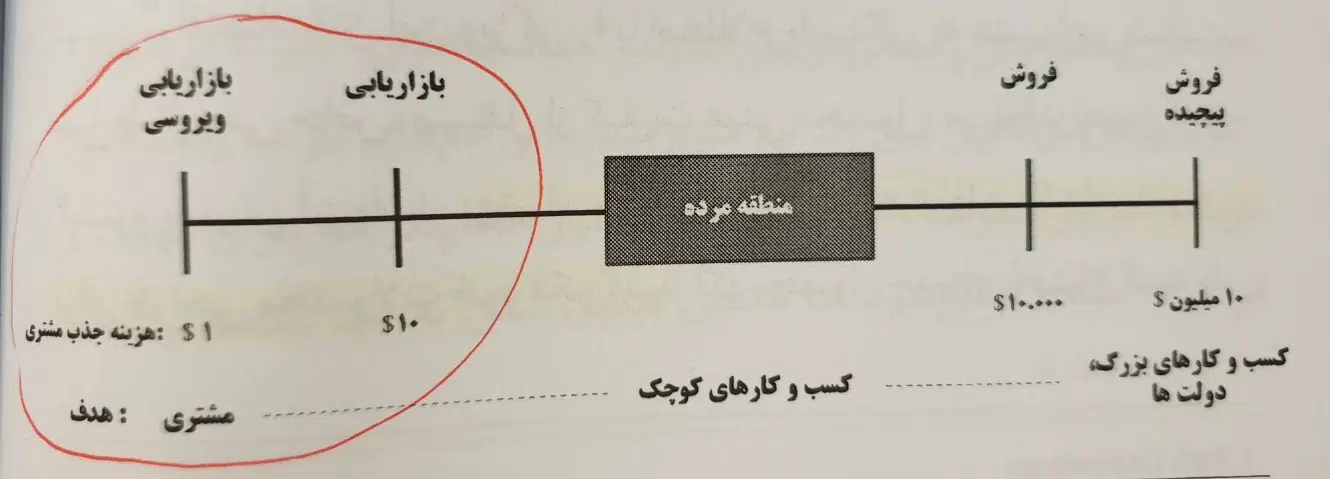 بازاریابی ویروسی
بازاریابی
فروش
فروش پیچیده
منطقه مرده
هزینه جذب مشتری:
$ ۱
$ ۱۰
$ ۱۰.۰۰۰
۱۰ میلیون $
هدف :
مشتری
کسب و کارهای کوچک
کسب و کارهای بزرگ،
دولت ها